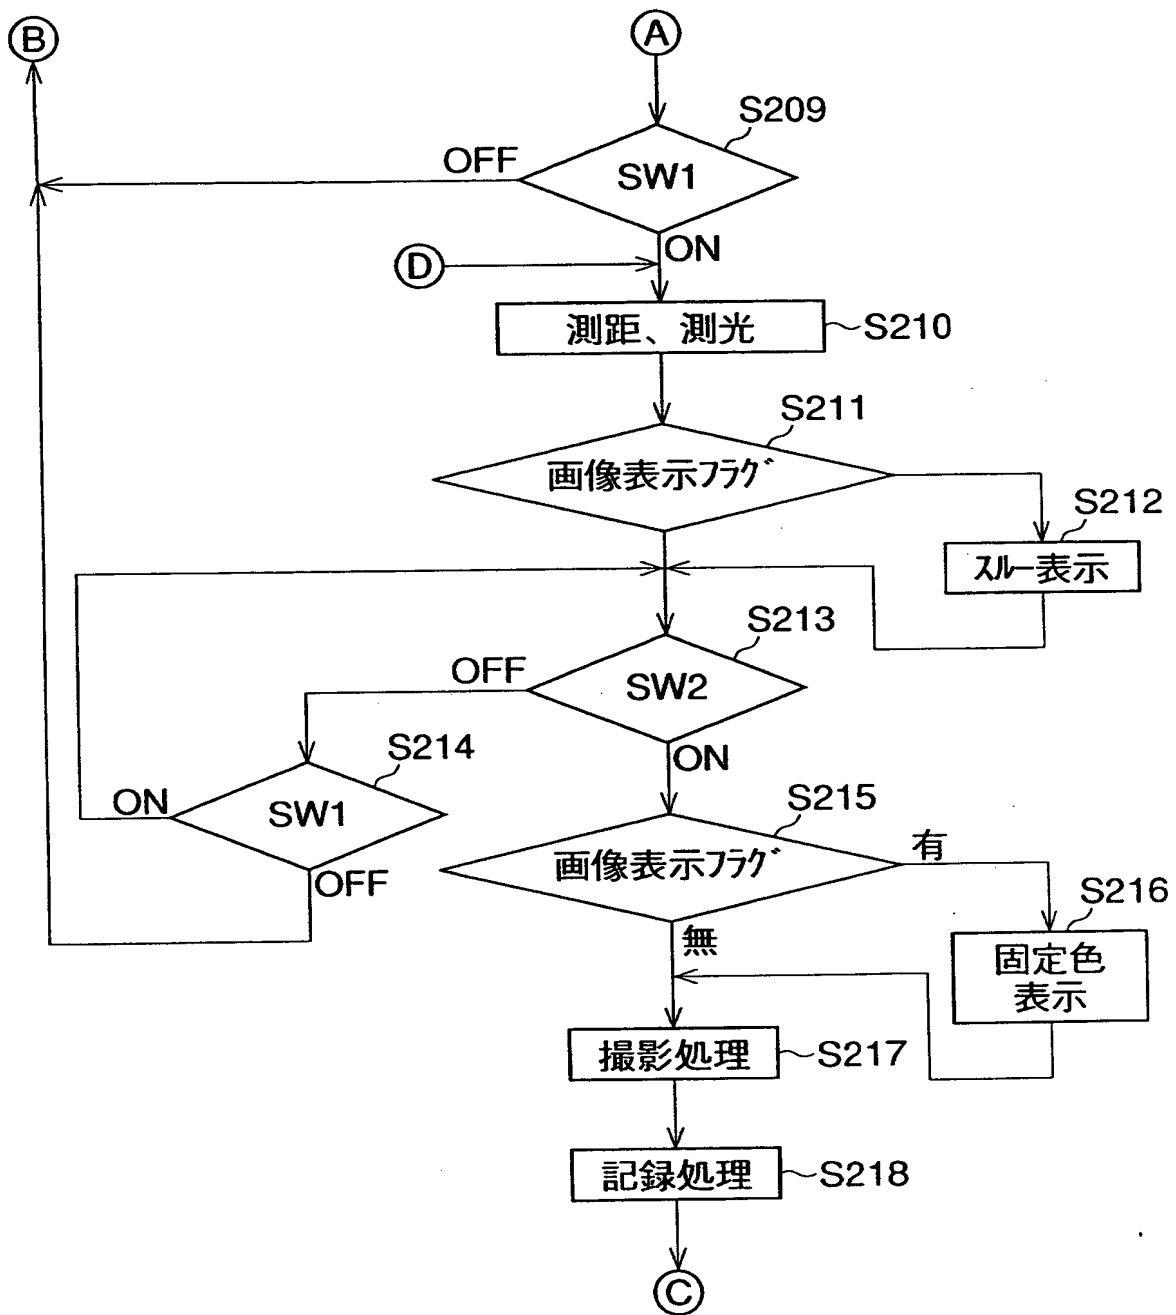 B
A
S209
OFF
SW1
ON
D
測距、測光
S210
S211
画像表示ﾌﾗｸﾞ
S212
ｽﾙｰ表示
S213
OFF
SW2
ON
S214
ON
SW1
OFF
S215
画像表示ﾌﾗｸﾞ
有
無
S216
固定色
表示
撮影処理
S217
記録処理
S218
C